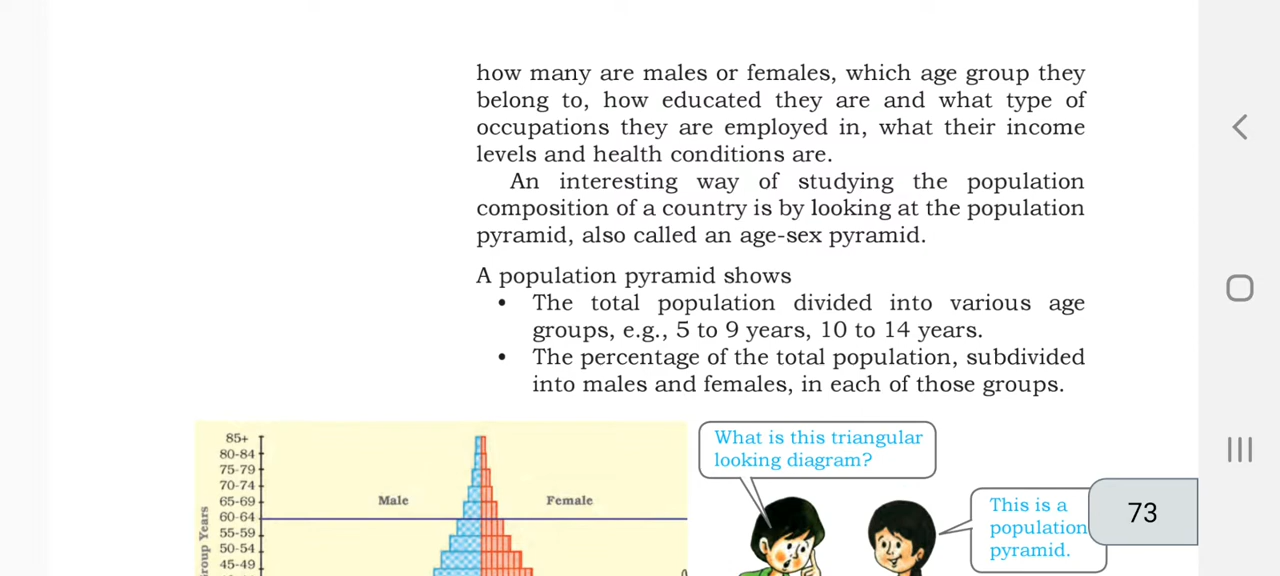 how many are males or females, which age group they
belong to, how educated they are and what type of
occupations they are employed in, what their income
levels and health conditions are.
An interesting way of studying the population
composition of a country is by looking at the population
pyramid, also called an age-sex pyramid.
A population pyramid shows
• The total population divided into various age
groups, e.g., 5 to 9 years, 10 to 14 years.
• The percentage of the total population, subdivided
into males and females, in each of those groups.
85+
80-84
75-79
70-74
65-69
60-64
55-59
50-54
45-49
roup Years
Male
Female
What is this triangular
looking diagram?
This is a
population
pyramid.
73